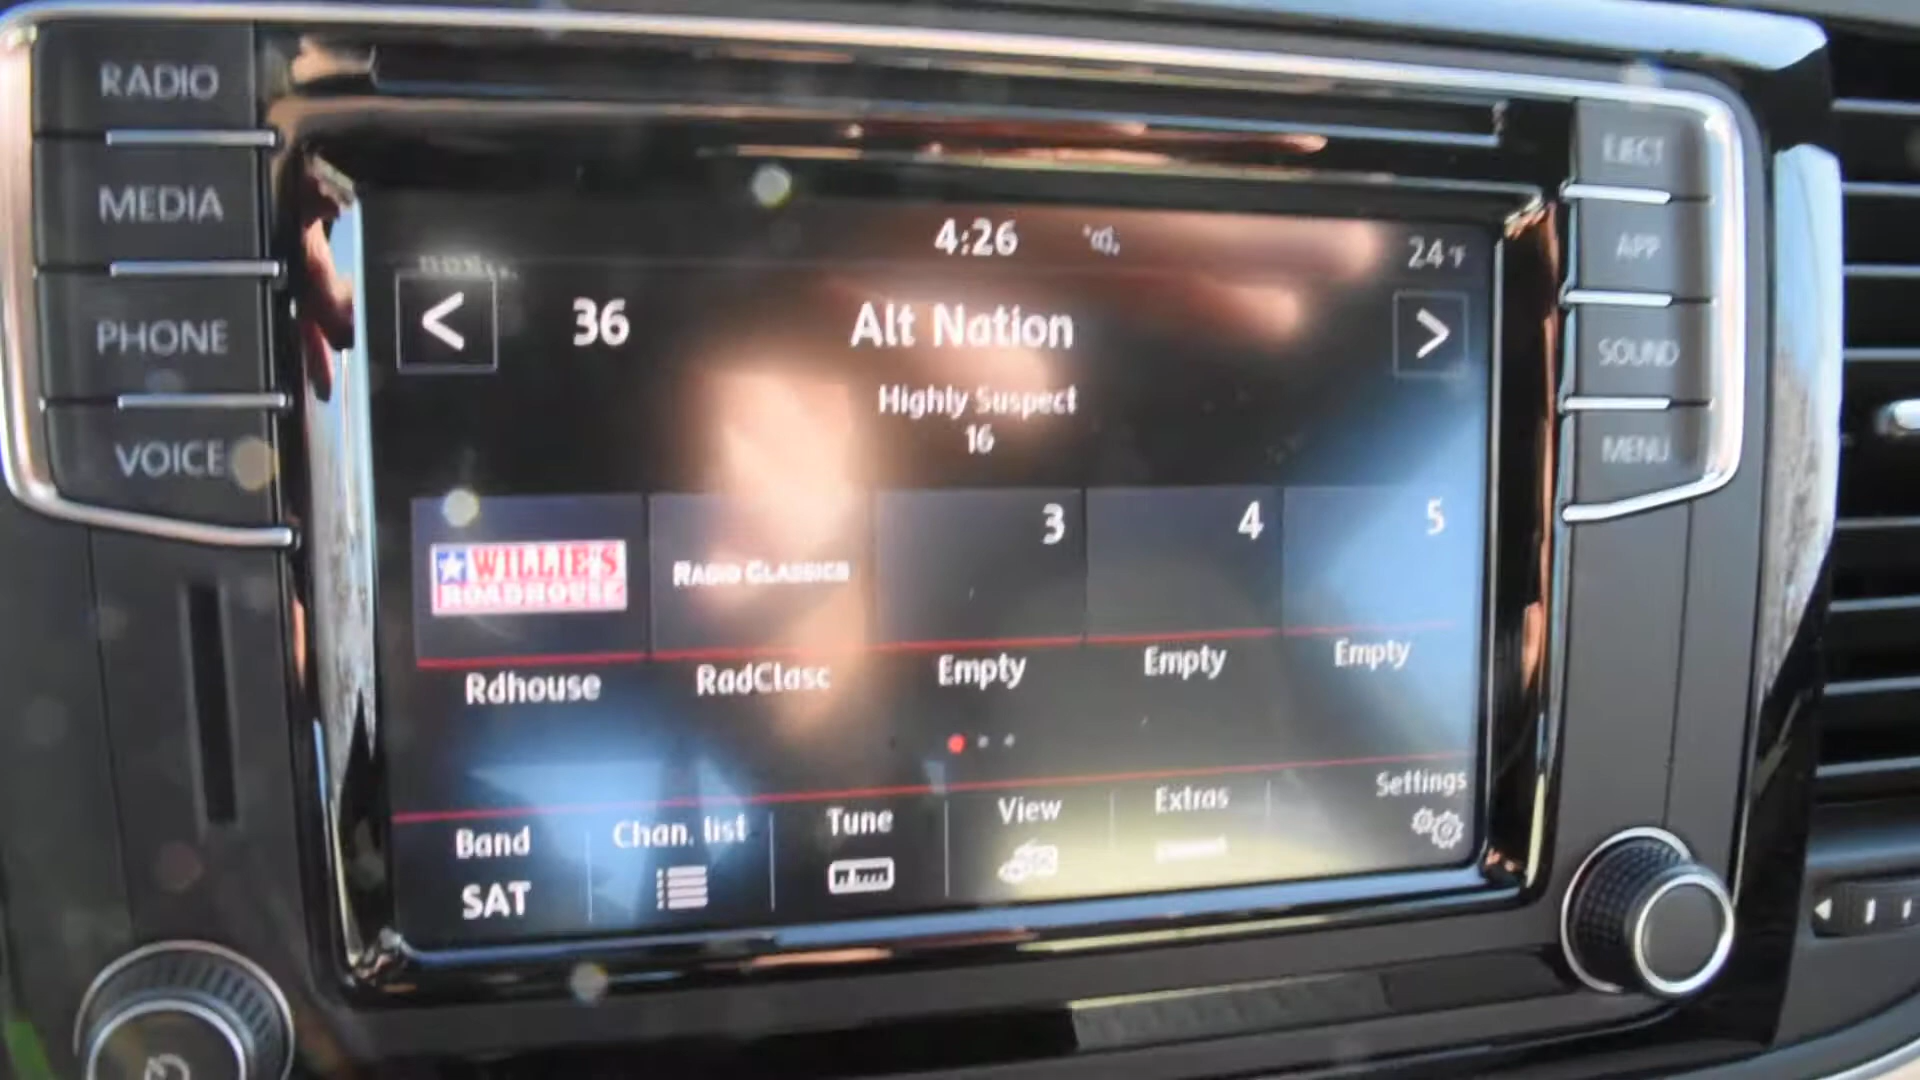 RADIO
MEDIA
PHONE
VOICE
EJECT
APP
SOUND
MENU
4:26
24°F
<
36
Alt Nation
>
Highly Suspect
16
WILLIE'S
ROADHOUSE
RADIO CLASSICS
3
4
5
Rdhouse
RadClasc
Empty
Empty
Empty
Band
Chan. list
Tune
View
Extras
Settings
SAT